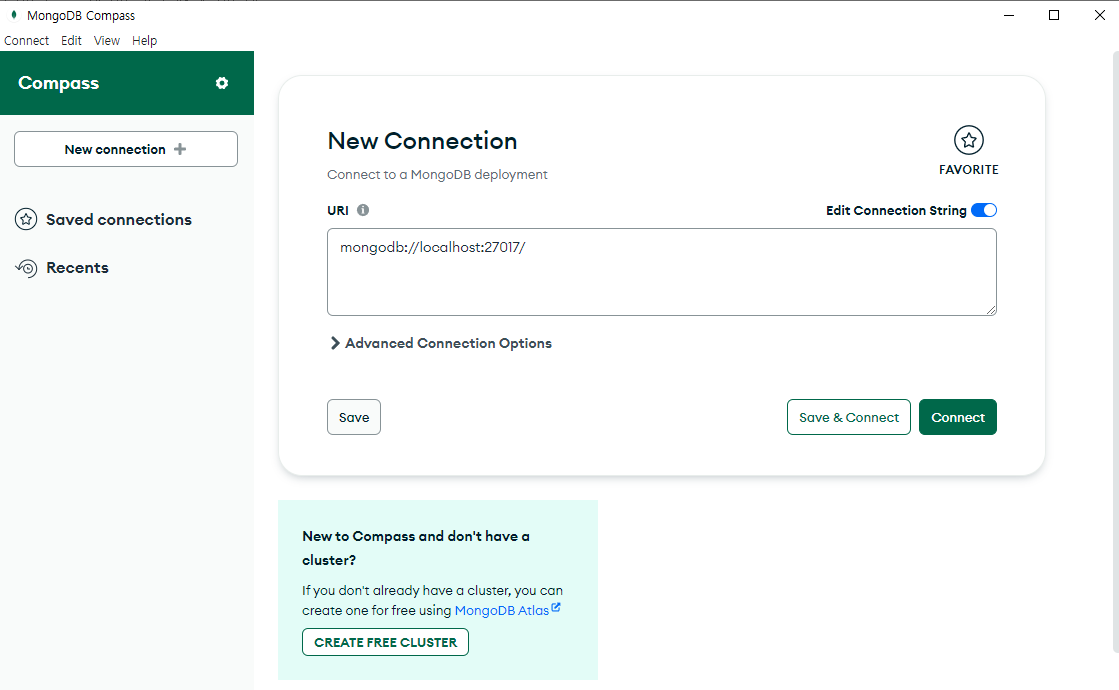 MongoDB Compass
Connect Edit View Help
Compass
New connection
Saved connections
Recents
New Connection
Connect to a MongoDB deployment
FAVORITE
URI
Edit Connection String
mongodb://localhost:27017/
Advanced Connection Options
Save
Save & Connect
Connect
New to Compass and don't have a
cluster?
If you don't already have a cluster, you can
create one for free using MongoDB Atlas
CREATE FREE CLUSTER